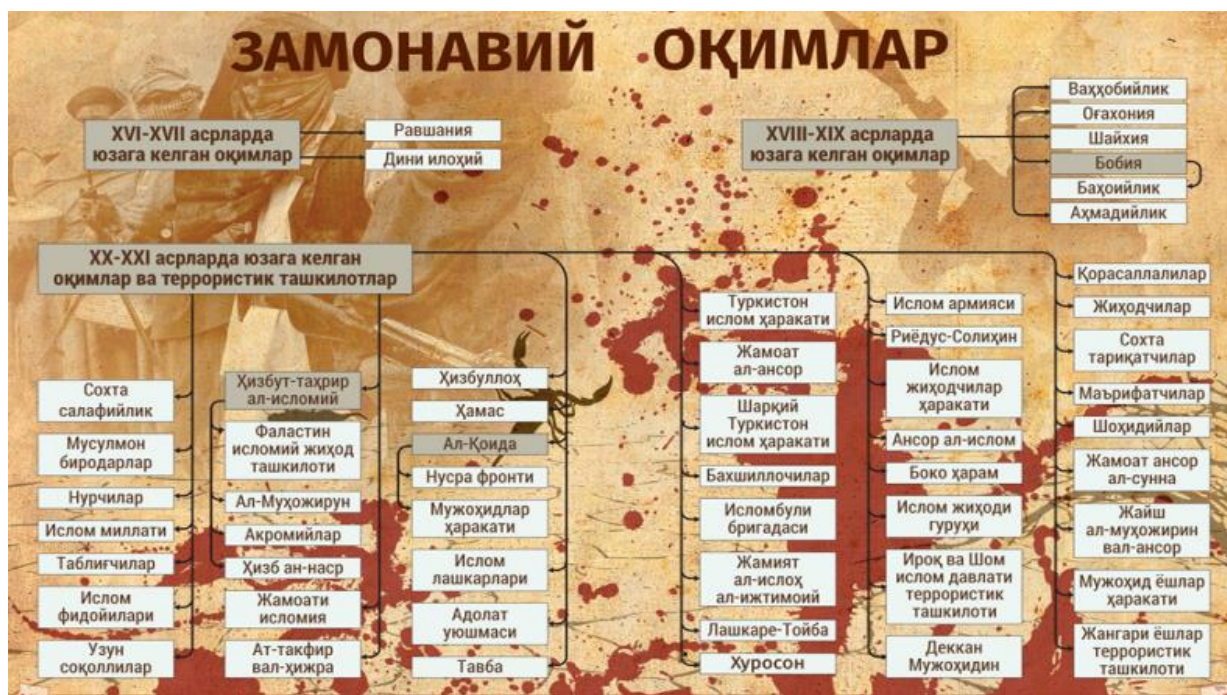 ЗАМОНАВИЙ ОҚИМЛАР
XVI-XVII асрларда
юзага келган оқимлар
Равшания
Дини илоҳий
XVIII-XIX асрларда
юзага келган оқимлар
Ваҳҳобийлик
Оғахония
Шайхия
Бобия
Баҳоийлик
Аҳмадийлик
XX-XXI асрларда юзага келган
оқимлар ва террористик ташкилотлар
Сохта
салафийлик
Мусулмон
биродарлар
Нурчилар
Ислом миллати
Таблиғчилар
Ислом
фидойилари
Узун
соқоллилар
Ҳизбут-таҳрир
ал-исломий
Фаластин
исломий жиҳод
ташкилоти
Ал-Муҳожирун
Акромийлар
Ҳизб ан-наср
Жамоати
исломия
Ат-такфир
вал-ҳижра
Ҳизбуллоҳ
Ҳамас
Ал-Қоида
Нусра фронти
Мужоҳидлар
ҳаракати
Ислом
лашкарлари
Адолат
уюшмаси
Тавба
Туркистон
ислом ҳаракати
Жамоат
ал-ансор
Шарқий
Туркистон
ислом ҳаракати
Бахшиллочилар
Исломбули
бригадаси
Жамият
ал-ислоҳ
ал-ижтимоий
Лашкаре-Тойба
Хуросон
Ислом армияси
Риёдус-Солиҳин
Ислом
жиҳодчилар
ҳаракати
Ансор ал-ислом
Боко ҳарам
Ислом жиҳоди
гуруҳи
Ироқ ва Шом
ислом давлати
террористик
ташкилоти
Деккан
Мужоҳидин
Қорасаллалилар
Жиҳодчилар
Сохта
тариқатчилар
Маърифатчилар
Шоҳидийлар
Жамоат ансор
ал-сунна
Жайш
ал-муҳожирин
вал-ансор
Мужоҳид ёшлар
ҳаракати
Жангари ёшлар
террористик
ташкилоти